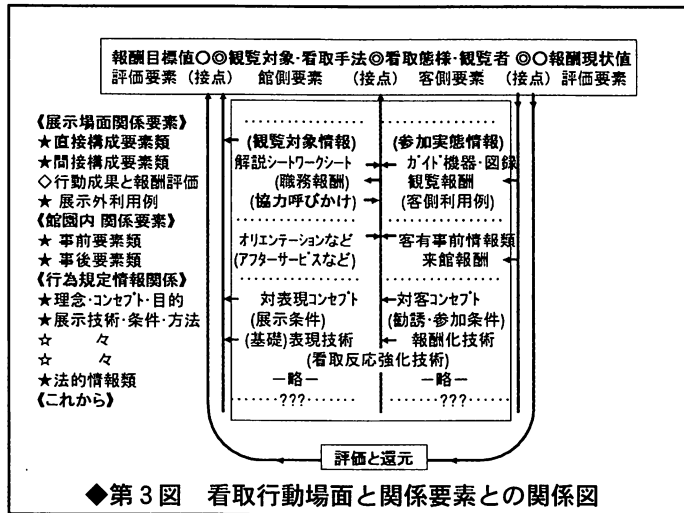 報酬目標値○◎観覧対象・看取手法◎看取態様・観覧者 ◎○報酬現状値
評価要素 (接点) 館側要素 (接点) 客側要素 (接点) 評価要素
《展示場面関係要素》 ‥‥‥‥‥‥ ‥‥‥‥‥‥
★直接構成要素類 (観覧対象情報) (参加実態情報)
★間接構成要素類 解説シートワークシート ガイド機器・図録
◇行動成果と報酬評価 (職務報酬) 観覧報酬
★展示外利用例 (協力呼びかけ) (客側利用例)
《館園内 関係要素》 ‥‥‥‥‥‥ ‥‥‥‥‥‥
★ 事前要素類 オリエンテーションなど 客有事前情報類
★ 事後要素類 (アフターサービスなど) 来館報酬
《行為規定情報関係》 ‥‥‥‥‥‥ ‥‥‥‥‥‥
★理念・コンセプト・目的 対表現コンセプト 対客コンセプト
★展示技術・条件・方法 (展示条件) (勧誘・参加条件)
☆ 々 (基礎)表現技術 報酬化技術
☆ 々 (看取反応強化技術)
★法的情報類 ー略ー ー略ー
《これから》 ‥‥‥???‥‥‥ ‥‥‥???‥‥‥
評価と還元
◆第3図 看取行動場面と関係要素との関係図